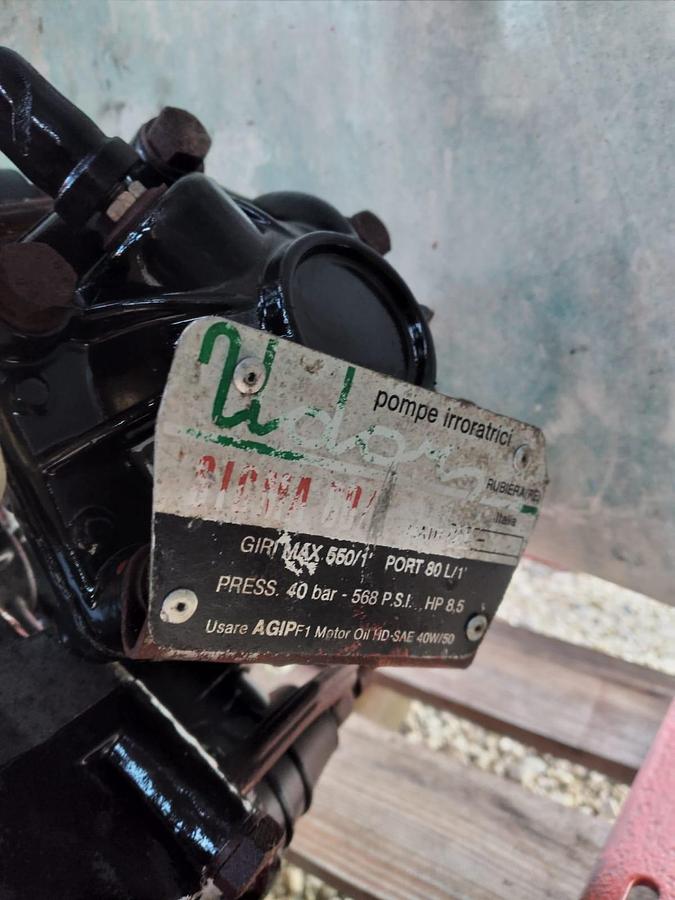 Udor
pompe irroratrici
RUBIERA (RE)
Italia
GIRI MAX 550/1' PORT 80 L/1'
PRESS. 40 bar - 568 P.S.I. HP 8.5
Usare AGIP F1 Motor Oil HD-SAE 40W/50